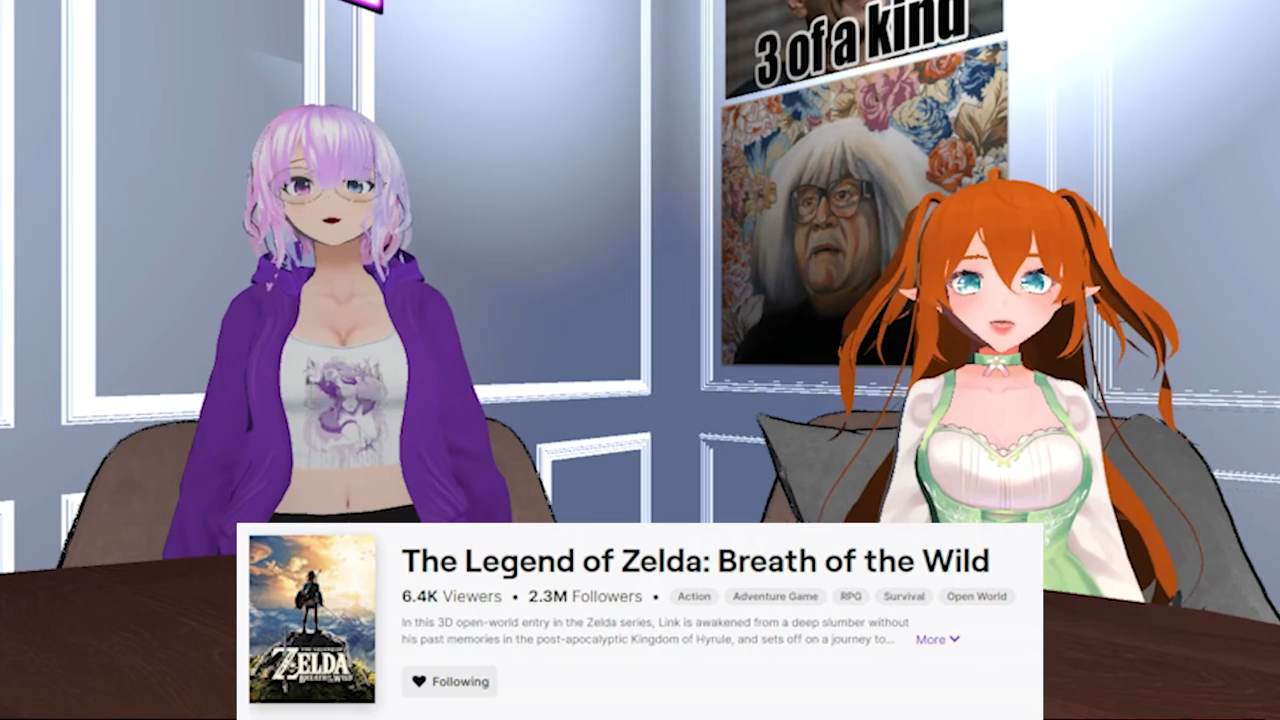 3 of a kind
The Legend of Zelda: Breath of the Wild
6.4K Viewers • 2.3M Followers • Action Adventure Game RPG Survival Open World
In this 3D open-world entry in the Zelda series, Link is awakened from a deep slumber without
his past memories in the post-apocalyptic Kingdom of Hyrule, and sets off on a journey to... More
THE LEGEND OF
ZELDA
BREATH OF THE WILD
Following